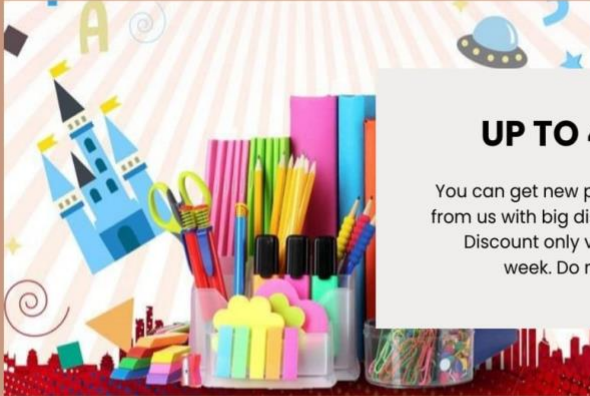 A
UP TO
You can get new
from us with big
Discount only
week. Do